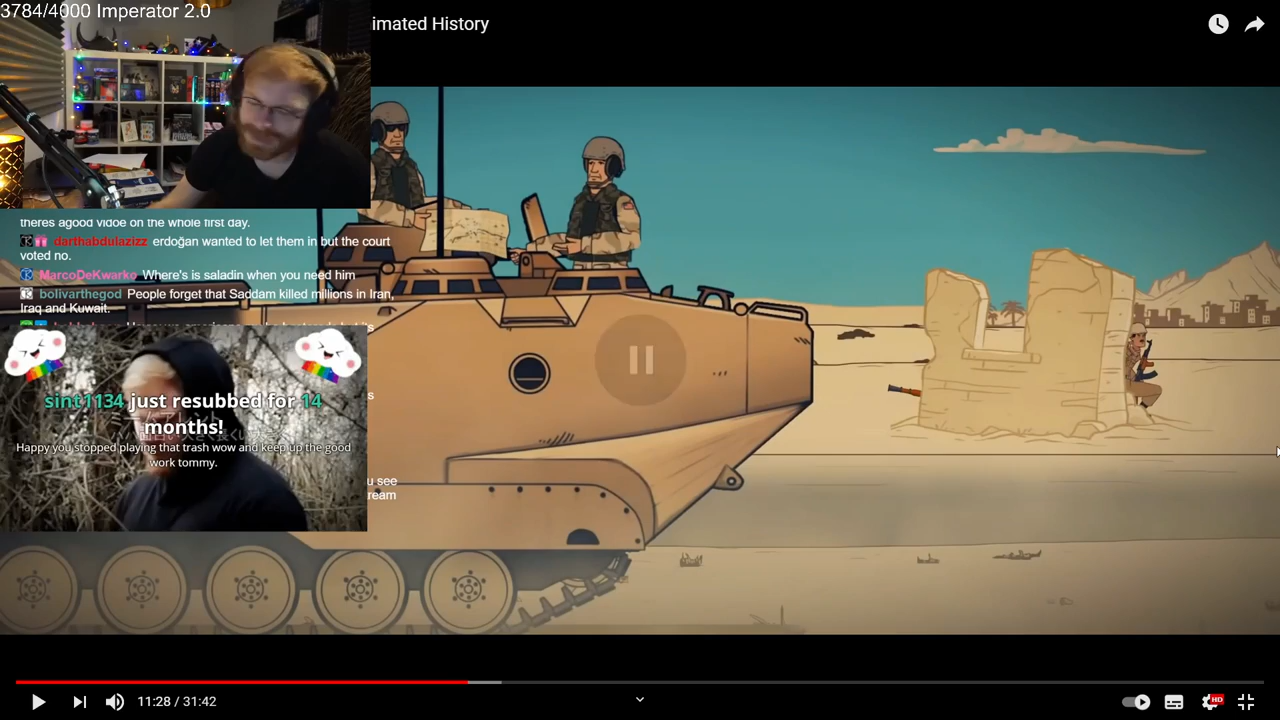 3784/4000 Imperator 2.0
imated History
theres agood vidoe on the whole first day.
darthabdulazizz erdoğan wanted to let them in but the court
voted no.
MarcoDeKwarko Where's is saladin when you need him
bolivarthegod People forget that Saddam killed millions in Iran,
Iraq and Kuwait.
sint1134 just resubbed for 14
months!
Happy you stopped playing that trash wow and keep up the good
work tommy.
u see
ream
11:28 / 31:42
HD